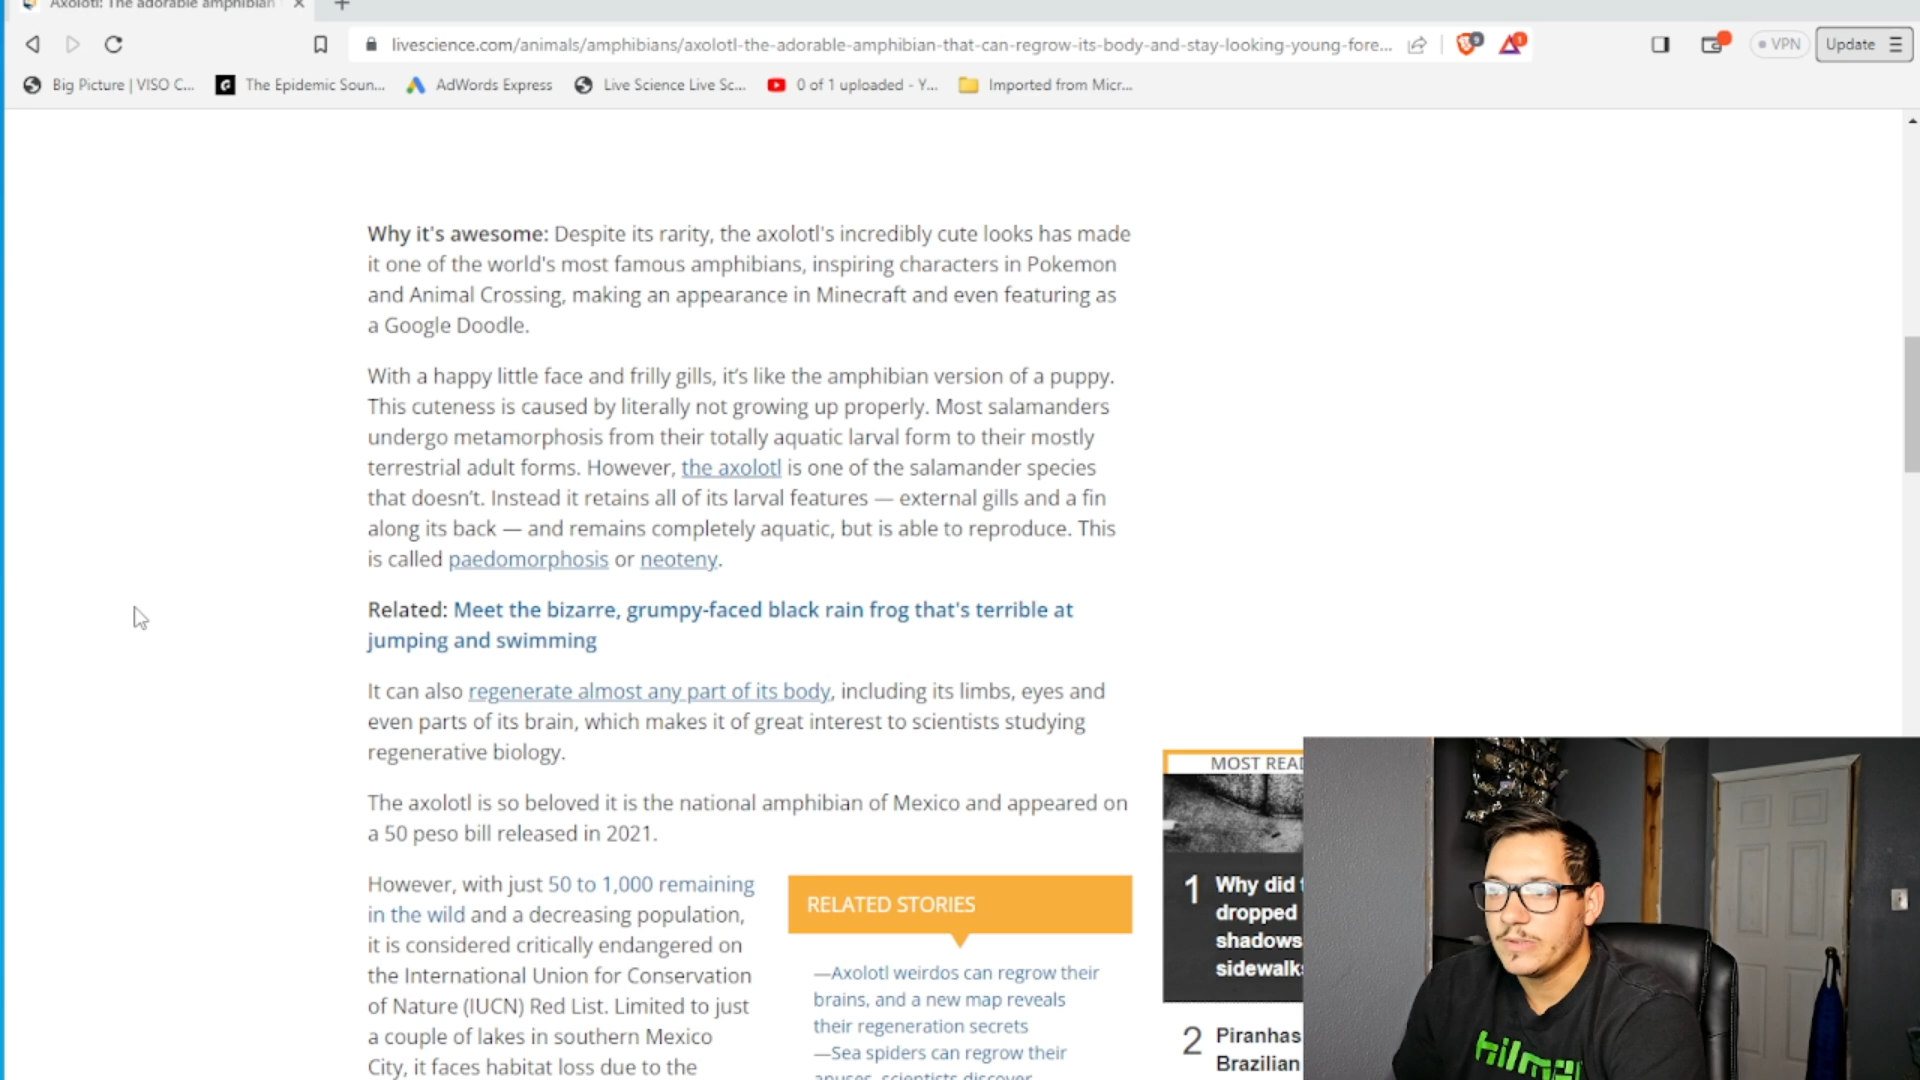 Axolotl: The adorable amphibian
livescience.com/animals/amphibians/axolotl-the-adorable-amphibian-that-can-regrow-its-body-and-stay-looking-young-fore...
9
1
VPN
Update
Big Picture | VISO C...
The Epidemic Soun...
AdWords Express
Live Science Live Sc...
0 of 1 uploaded - Y...
Imported from Micr...
Why it's awesome: Despite its rarity, the axolotl's incredibly cute looks has made
it one of the world's most famous amphibians, inspiring characters in Pokemon
and Animal Crossing, making an appearance in Minecraft and even featuring as
a Google Doodle.
With a happy little face and frilly gills, it’s like the amphibian version of a puppy.
This cuteness is caused by literally not growing up properly. Most salamanders
undergo metamorphosis from their totally aquatic larval form to their mostly
terrestrial adult forms. However, the axolotl is one of the salamander species
that doesn’t. Instead it retains all of its larval features — external gills and a fin
along its back — and remains completely aquatic, but is able to reproduce. This
is called paedomorphosis or neoteny.
Related: Meet the bizarre, grumpy-faced black rain frog that's terrible at
jumping and swimming
It can also regenerate almost any part of its body, including its limbs, eyes and
even parts of its brain, which makes it of great interest to scientists studying
regenerative biology.
The axolotl is so beloved it is the national amphibian of Mexico and appeared on
a 50 peso bill released in 2021.
However, with just 50 to 1,000 remaining
in the wild and a decreasing population,
it is considered critically endangered on
the International Union for Conservation
of Nature (IUCN) Red List. Limited to just
a couple of lakes in southern Mexico
City, it faces habitat loss due to the
RELATED STORIES
—Axolotl weirdos can regrow their
brains, and a new map reveals
their regeneration secrets
—Sea spiders can regrow their
anuses, scientists discover
MOST READ
1 Why did
dropped
shadows
sidewalks
2 Piranhas
Brazilian